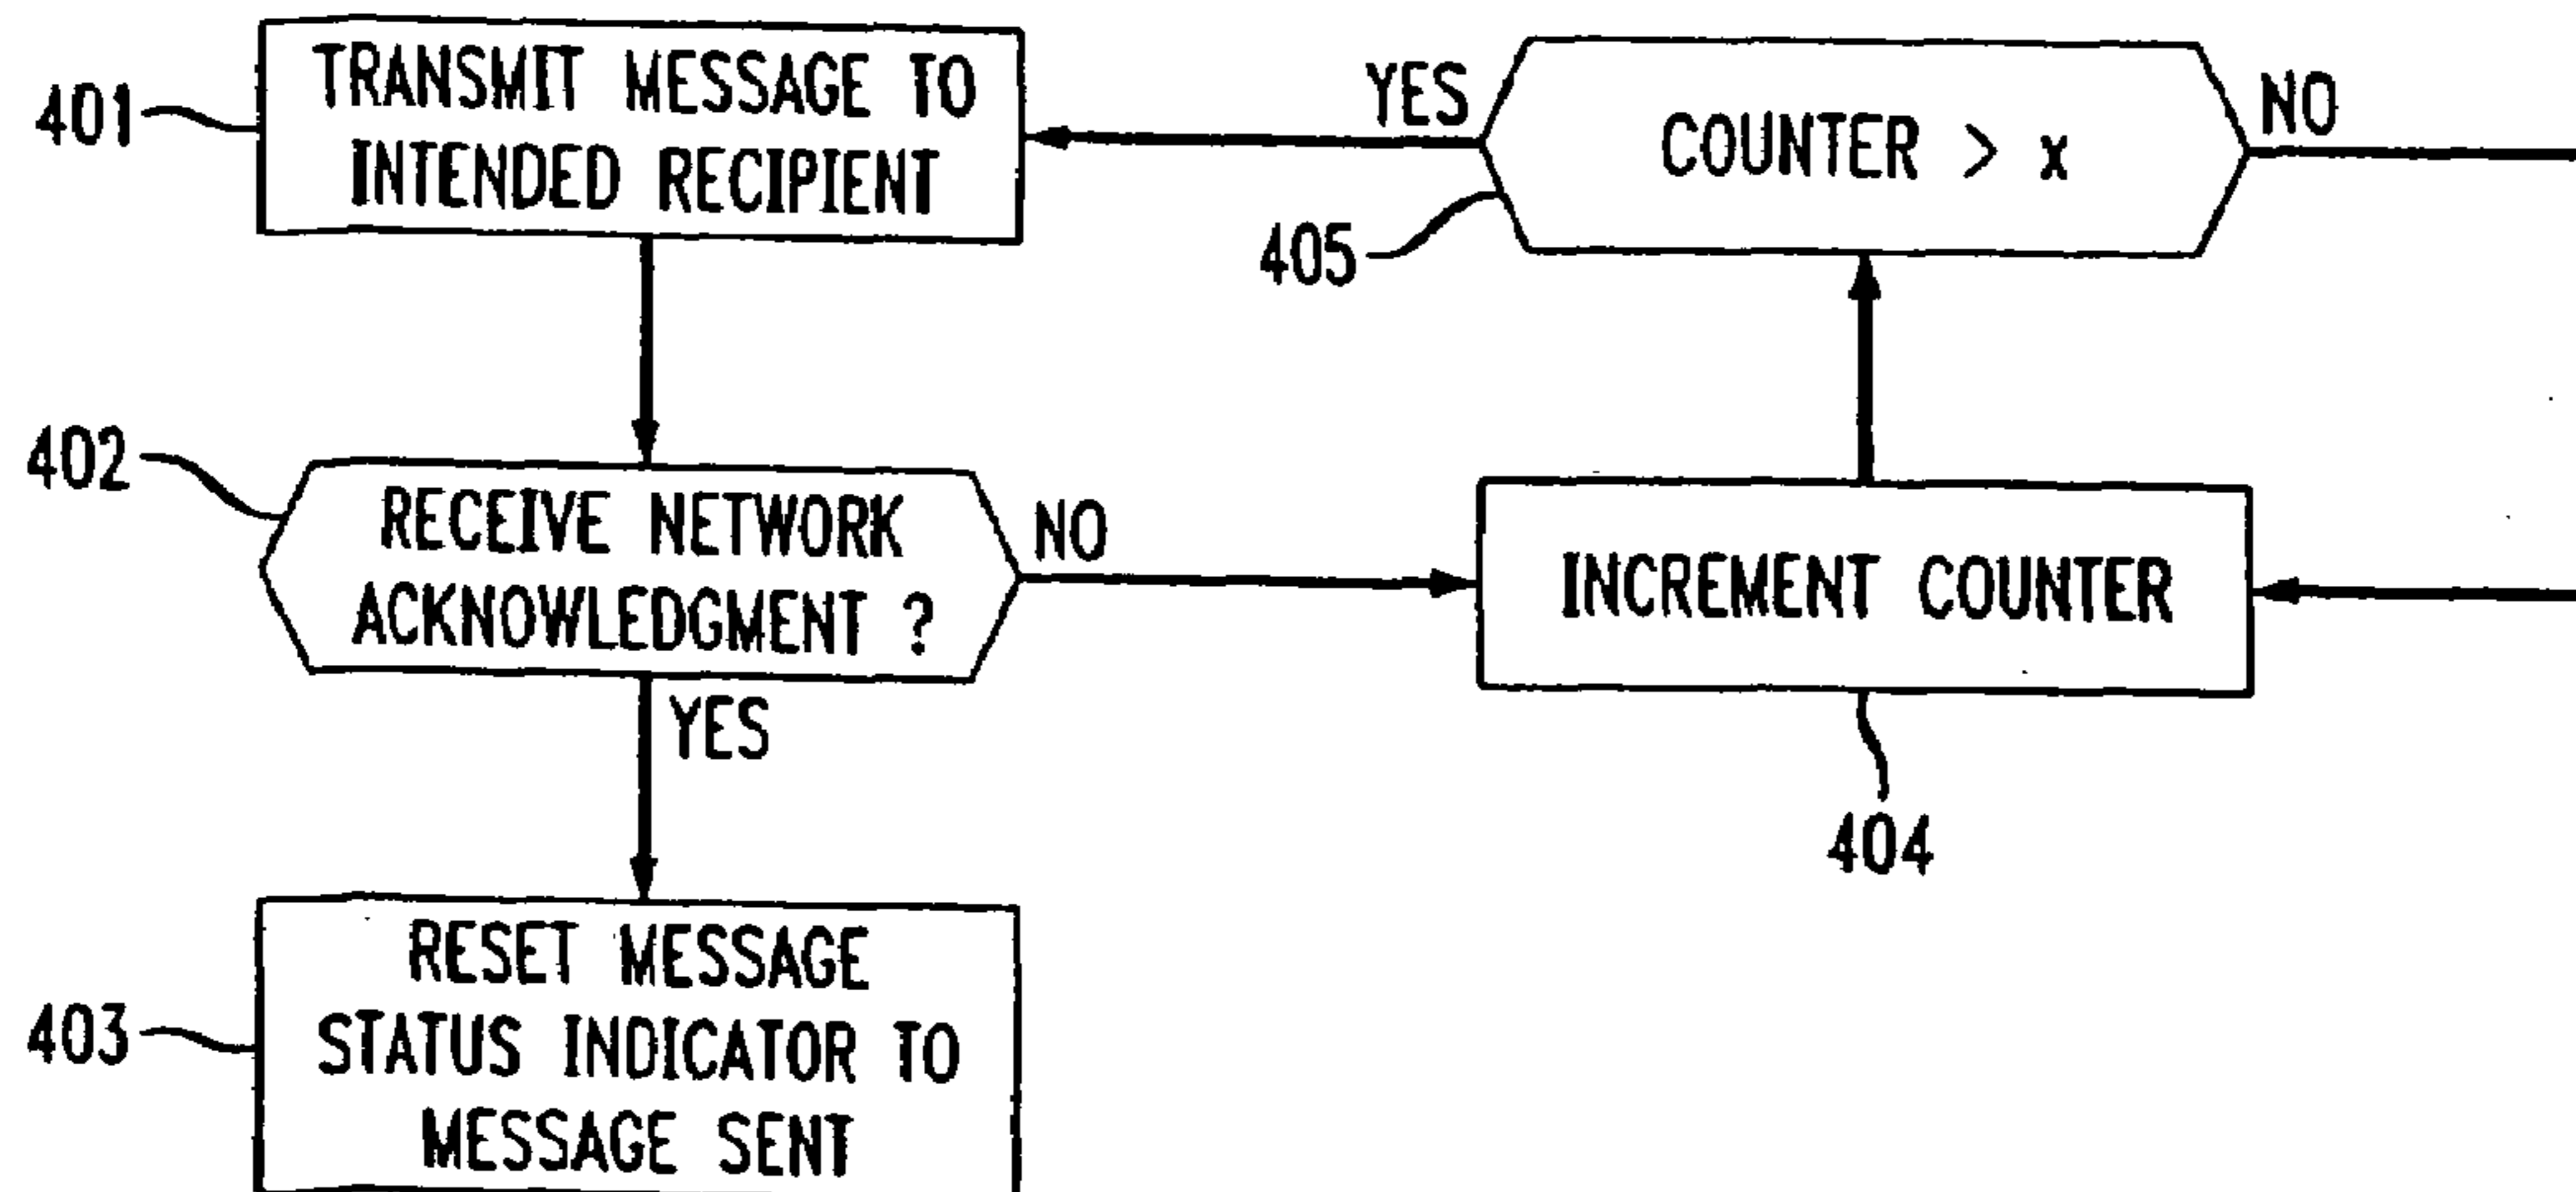 401
TRANSMIT MESSAGE TO
INTENDED RECIPIENT
YES
COUNTER > x
NO
405
402
RECEIVE NETWORK
ACKNOWLEDGMENT ?
NO
INCREMENT COUNTER
YES
404
403
RESET MESSAGE
STATUS INDICATOR TO
MESSAGE SENT